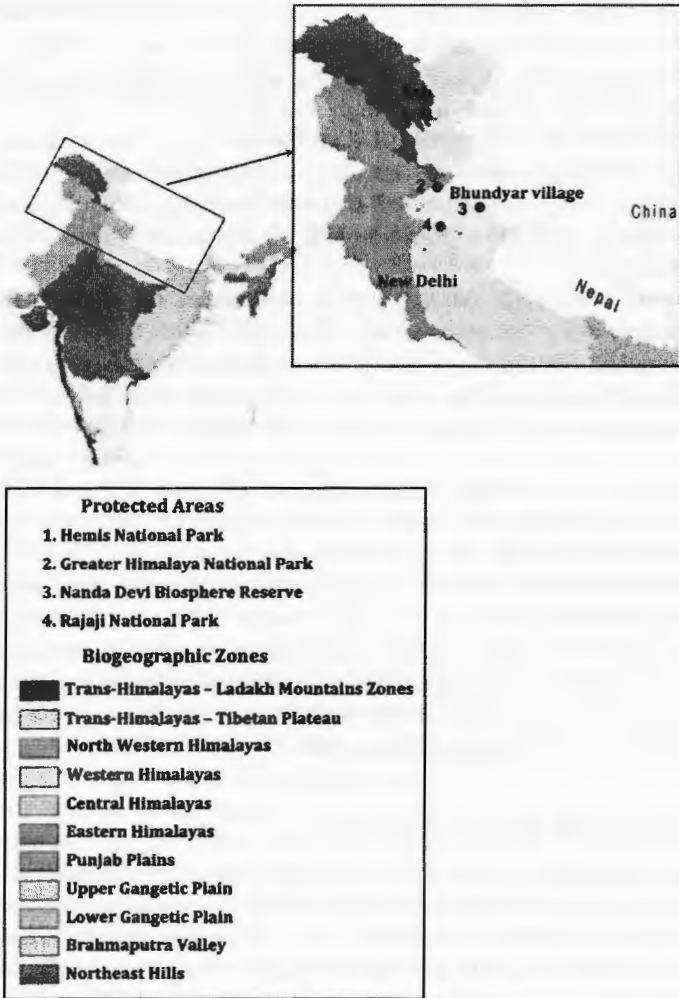 2
Bhundyar village
3
China
4
New Delhi
Nepal
Protected Areas
1. Hemis National Park
2. Greater Himalaya National Park
3. Nanda Devi Biosphere Reserve
4. Rajaji National Park
Biogeographic Zones
Trans-Himalayas – Ladakh Mountains Zones
Trans-Himalayas – Tibetan Plateau
North Western Himalayas
Western Himalayas
Central Himalayas
Eastern Himalayas
Punjab Plains
Upper Gangetic Plain
Lower Gangetic Plain
Brahmaputra Valley
Northeast Hills